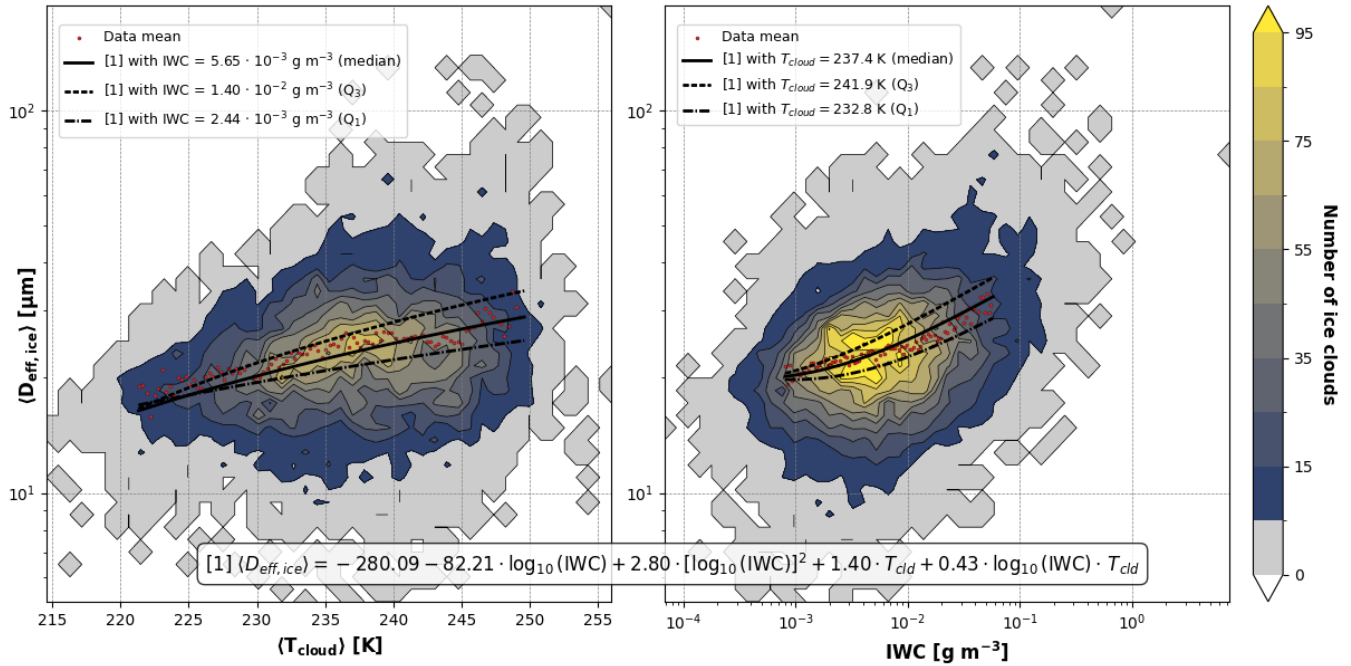 Data mean
[1] with IWC = 5.65 · 10⁻³ g m⁻³ (median)
[1] with IWC = 1.40 · 10⁻² g m⁻³ (Q₃)
[1] with IWC = 2.44 · 10⁻³ g m⁻³ (Q₁)
10²
10¹
⟨D_eff,ice⟩ [µm]
215 220 225 230 235 240 245 250 255
⟨T_cloud⟩ [K]
Data mean
[1] with T_cloud = 237.4 K (median)
[1] with T_cloud = 241.9 K (Q₃)
[1] with T_cloud = 232.8 K (Q₁)
10²
10¹
10⁻⁴ 10⁻³ 10⁻² 10⁻¹ 10⁰
IWC [g m⁻³]
[1] ⟨D_eff,ice⟩ = − 280.09 − 82.21 · log₁₀(IWC) + 2.80 · [log₁₀(IWC)]² + 1.40 · T_cld + 0.43 · log₁₀(IWC) · T_cld
95
75
55
35
15
0
Number of ice clouds